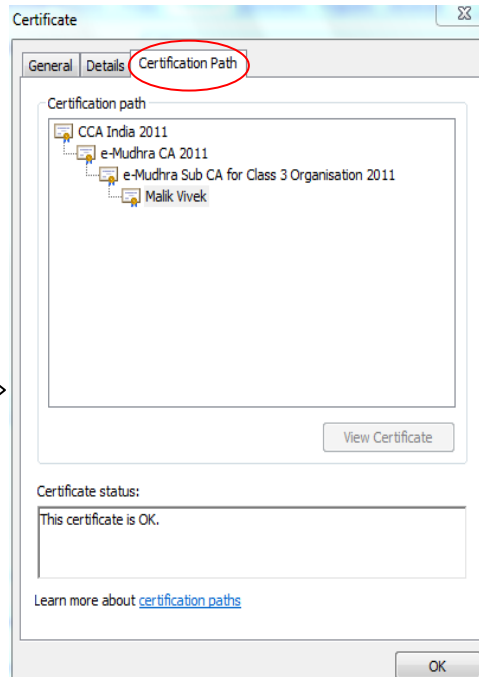 Certificate
General Details Certification Path
Certification path
CCA India 2011
e-Mudhra CA 2011
e-Mudhra Sub CA for Class 3 Organisation 2011
Malik Vivek
View Certificate
Certificate status:
This certificate is OK.
Learn more about certification paths
OK